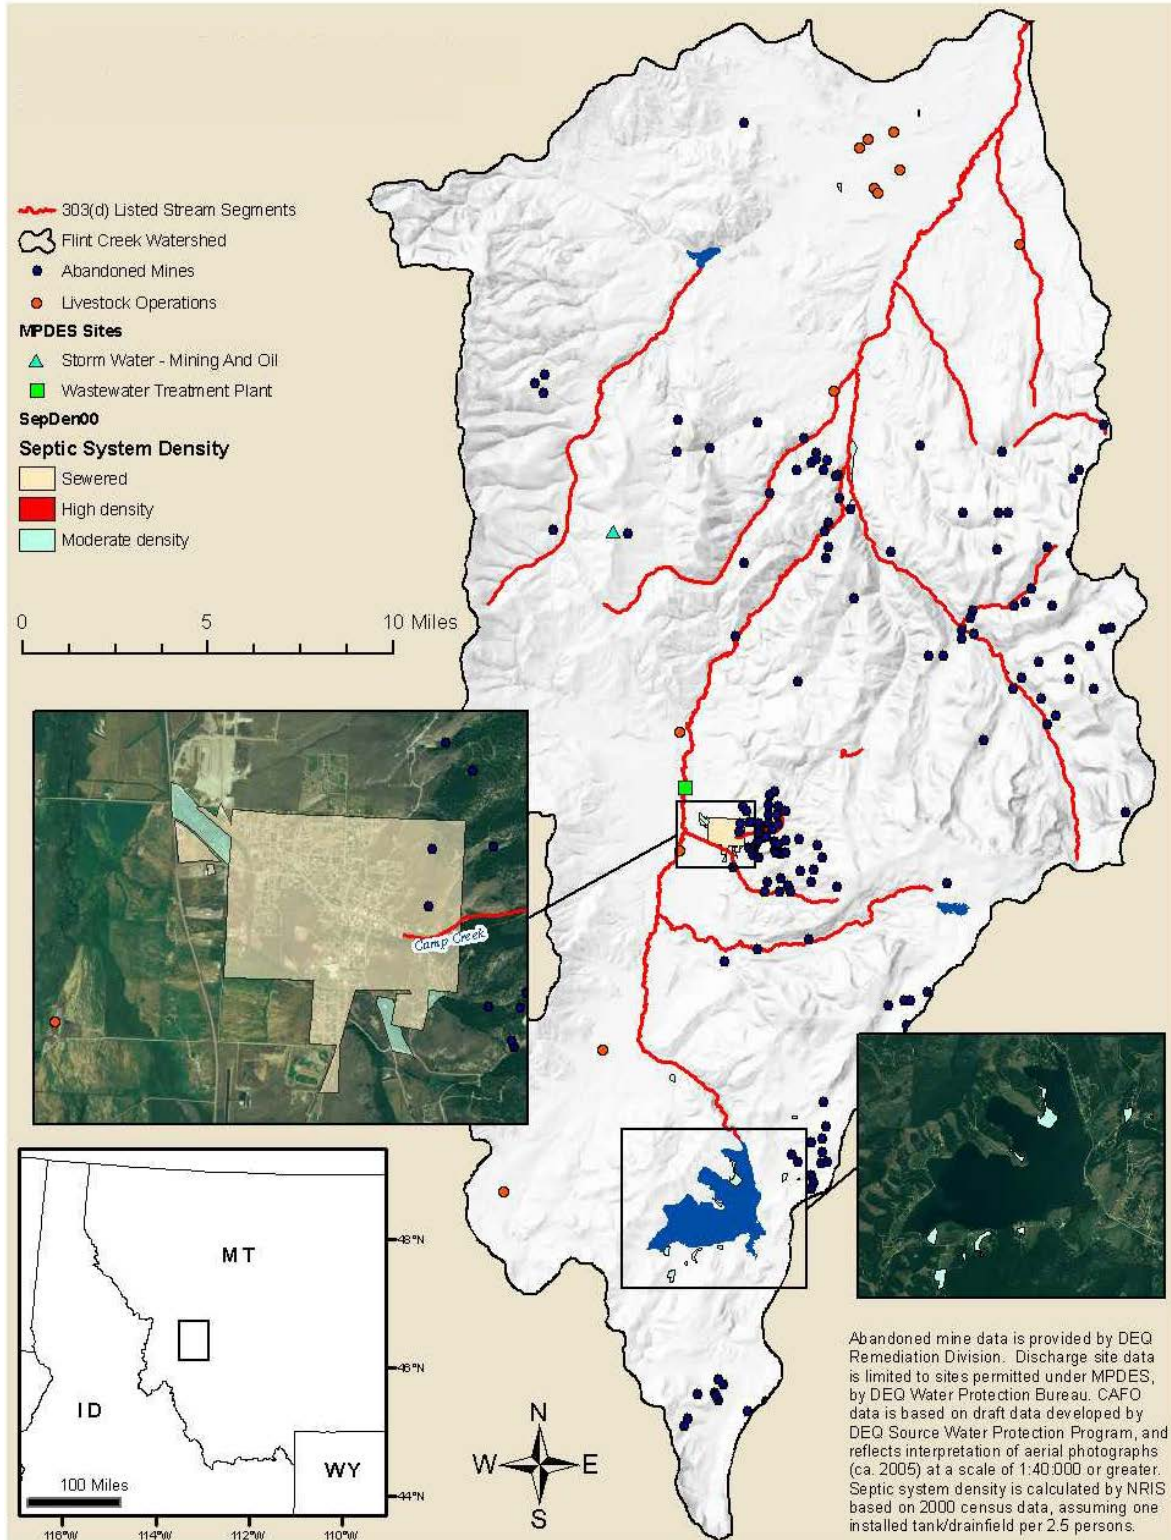 303(d) Listed Stream Segments
Flint Creek Watershed
Abandoned Mines
Livestock Operations
MPDES Sites
Storm Water - Mining And Oil
Wastewater Treatment Plant
SepDen00
Septic System Density
Sewered
High density
Moderate density
0 5 10 Miles
Camp Creek
MT
ID
WY
48°N
46°N
44°N
100 Miles
116°W 114°W 112°W 110°W
N
W E
S
Abandoned mine data is provided by DEQ
Remediation Division. Discharge site data
is limited to sites permitted under MPDES,
by DEQ Water Protection Bureau. CAFO
data is based on draft data developed by
DEQ Source Water Protection Program, and
reflects interpretation of aerial photographs
(ca. 2005) at a scale of 1:40:000 or greater.
Septic system density is calculated by NRIS
based on 2000 census data, assuming one
installed tank/drainfield per 2.5 persons.